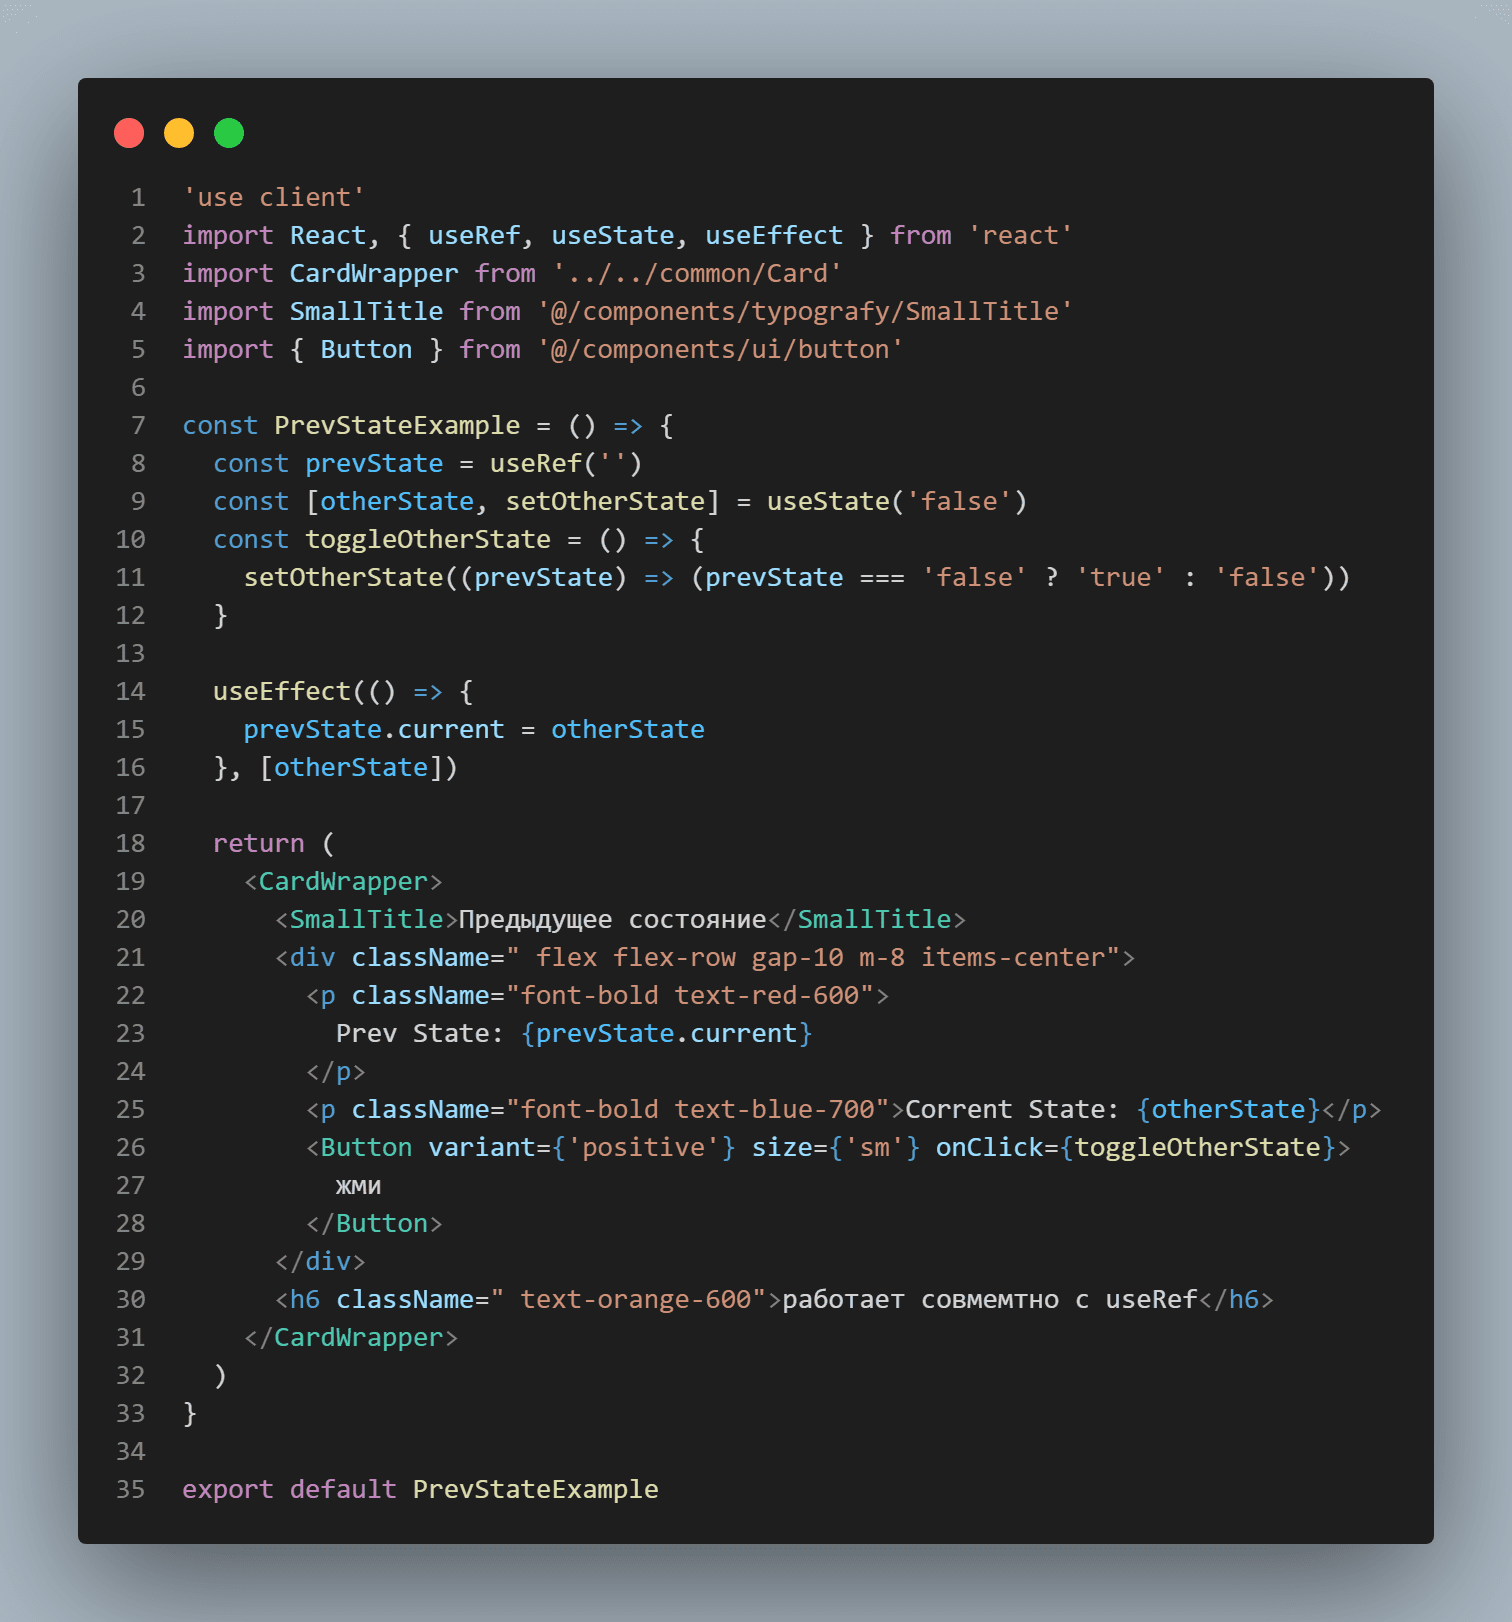 1 'use client'
2 import React, { useRef, useState, useEffect } from 'react'
3 import CardWrapper from '../../common/Card'
4 import SmallTitle from '@/components/typografy/SmallTitle'
5 import { Button } from '@/components/ui/button'
6
7 const PrevStateExample = () => {
8   const prevState = useRef('')
9   const [otherState, setOtherState] = useState('false')
10   const toggleOtherState = () => {
11     setOtherState((prevState) => (prevState === 'false' ? 'true' : 'false'))
12   }
13
14   useEffect(() => {
15     prevState.current = otherState
16   }, [otherState])
17
18   return (
19     <CardWrapper>
20       <SmallTitle>Предыдущее состояние</SmallTitle>
21       <div className=" flex flex-row gap-10 m-8 items-center">
22         <p className="font-bold text-red-600">
23           Prev State: {prevState.current}
24         </p>
25         <p className="font-bold text-blue-700">Corrent State: {otherState}</p>
26         <Button variant={'positive'} size={'sm'} onClick={toggleOtherState}>
27           жми
28         </Button>
29       </div>
30       <h6 className=" text-orange-600">работает совмемтно с useRef</h6>
31     </CardWrapper>
32   )
33 }
34
35 export default PrevStateExample